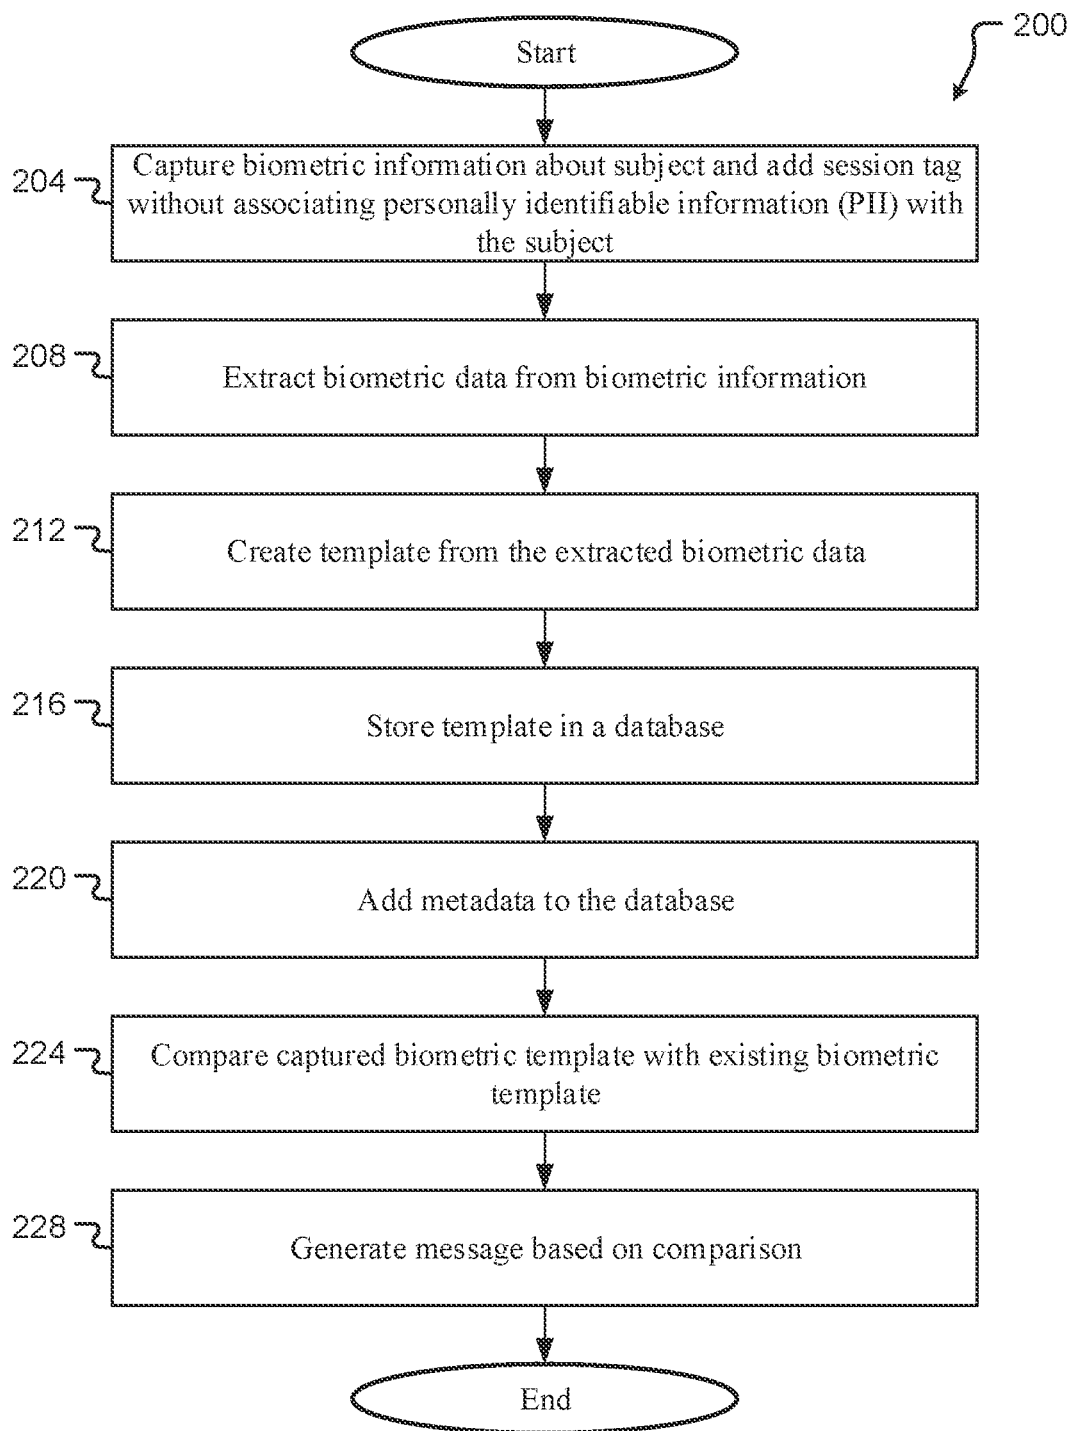 200
Start
204
Capture biometric information about subject and add session tag
without associating personally identifiable information (PII) with
the subject
208
Extract biometric data from biometric information
212
Create template from the extracted biometric data
216
Store template in a database
220
Add metadata to the database
224
Compare captured biometric template with existing biometric
template
228
Generate message based on comparison
End